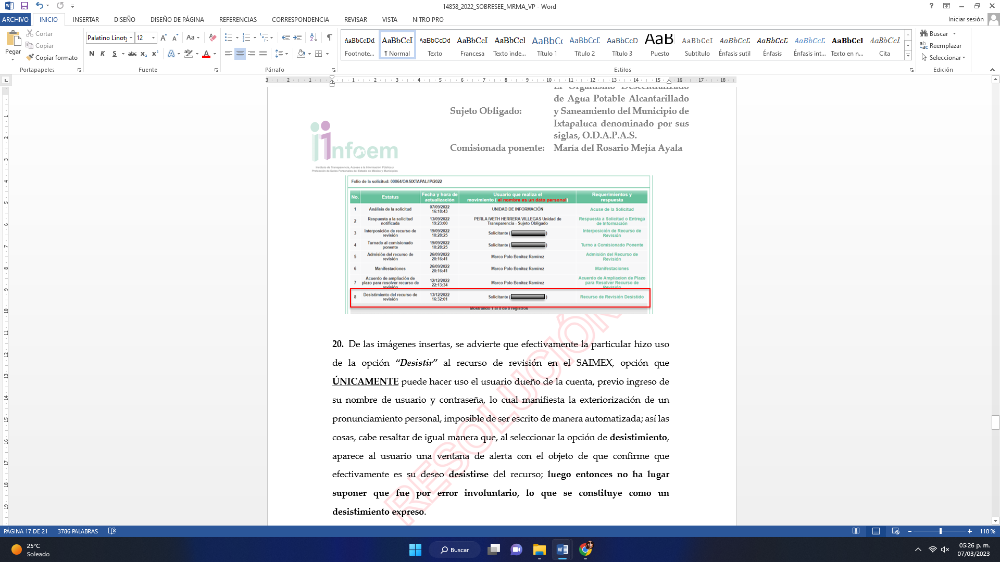 14858_2022_SOBRESEE_MRMA_VP - Word
ARCHIVO INICIO INSERTAR DISEÑO DISEÑO DE PÁGINA REFERENCIAS CORRESPONDENCIA REVISAR VISTA NITRO PRO Iniciar sesión
Pegar
Cortar
Copiar
Copiar formato
Portapapeles
Palatino Linoty 12
N K S abc x₂ x²
Fuente
Párrafo
AaBbCcDd AaBbCcI AaBbCcDd AaBbCcI AaBbCcI AaBbCc AaBbCcD AaBbCcD AaB AaBbCcI AaBbCcD AaBbCcD AaBbCcD AaBbCcI AaBbCcI
Footnote... ¶ Normal Texto Francesa Texto inde... Título 1 Título 2 Título 3 Puesto Subtítulo Énfasis sutil Énfasis Énfasis int... Texto en n... Cita
Estilos
Buscar
Reemplazar
Seleccionar
Edición
3 2 1 1 2 3 4 5 6 7 8 9 10 11 12 13 14 15 16 17 18
El Organismo Descentralizado
de Agua Potable Alcantarillado
Sujeto Obligado: y Saneamiento del Municipio de
Ixtapaluca denominado por sus
siglas, O.D.A.P.A.S.
Comisionada ponente: María del Rosario Mejía Ayala
infoem
Instituto de Transparencia, Acceso a la Información Pública y
Protección de Datos Personales del Estado de México y Municipios
Folio de la solicitud: 00064/OASIXTAPAL/IP/2022
No. Estatus Fecha y hora de actualización Usuario que realiza el movimiento ( el nombre es un dato personal) Requerimientos y respuesta
1 Análisis de la solicitud 07/09/2022 16:18:43 UNIDAD DE INFORMACIÓN Acuse de la Solicitud
2 Respuesta a la solicitud notificada 13/09/2022 19:23:00 PERLA IVETH HERRERA VILLEGAS Unidad de Transparencia - Sujeto Obligado Respuesta a Solicitud o Entrega de Información
3 Interposición de recurso de revisión 19/09/2022 10:28:25 Solicitante ( ) Interposición de Recurso de Revisión
4 Turnado al comisionado ponente 19/09/2022 10:28:25 Solicitante ( ) Turno a Comisionado Ponente
5 Admisión del recurso de revisión 26/09/2022 20:16:41 Marco Polo Benítez Ramírez Admisión del Recurso de Revisión
6 Manifestaciones 26/09/2022 20:16:41 Marco Polo Benítez Ramírez Manifestaciones
7 Acuerdo de ampliación de plazo para resolver recurso de revisión 12/12/2022 22:13:34 Marco Polo Benítez Ramírez Acuerdo de Ampliacion de Plazo para Resolver Recurso de Revisión
8 Desistimiento del recurso de revisión 13/12/2022 16:32:01 Solicitante ( ) Recurso de Revisión Desistido
Mostrando 1 al 8 de 8 registros
RESOLUCIÓN
20. De las imágenes insertas, se advierte que efectivamente la particular hizo uso
de la opción “Desistir” al recurso de revisión en el SAIMEX, opción que
ÚNICAMENTE puede hacer uso el usuario dueño de la cuenta, previo ingreso de
su nombre de usuario y contraseña, lo cual manifiesta la exteriorización de un
pronunciamiento personal, imposible de ser escrito de manera automatizada; así las
cosas, cabe resaltar de igual manera que, al seleccionar la opción de desistimiento,
aparece al usuario una ventana de alerta con el objeto de que confirme que
efectivamente es su deseo desistirse del recurso; luego entonces no ha lugar
suponer que fue por error involuntario, lo que se constituye como un
desistimiento expreso.
PÁGINA 17 DE 21 3786 PALABRAS 110 %
25°C
Soleado
Buscar
05:26 p. m.
07/03/2023